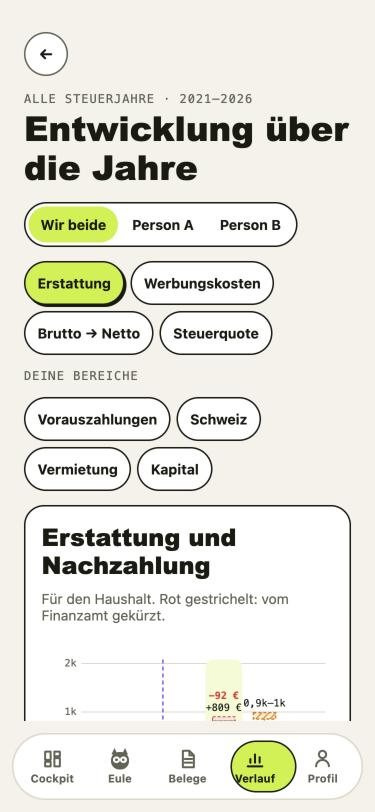 ←
ALLE STEUERJAHRE · 2021–2026
Entwicklung über
die Jahre
Wir beide Person A Person B
Erstattung Werbungskosten
Brutto → Netto Steuerquote
DEINE BEREICHE
Vorauszahlungen Schweiz
Vermietung Kapital
Erstattung und
Nachzahlung
Für den Haushalt. Rot gestrichelt: vom
Finanzamt gekürzt.
2k
−92 €
+809 € 0,9k–1k
1k
Cockpit Eule Belege Verlauf Profil